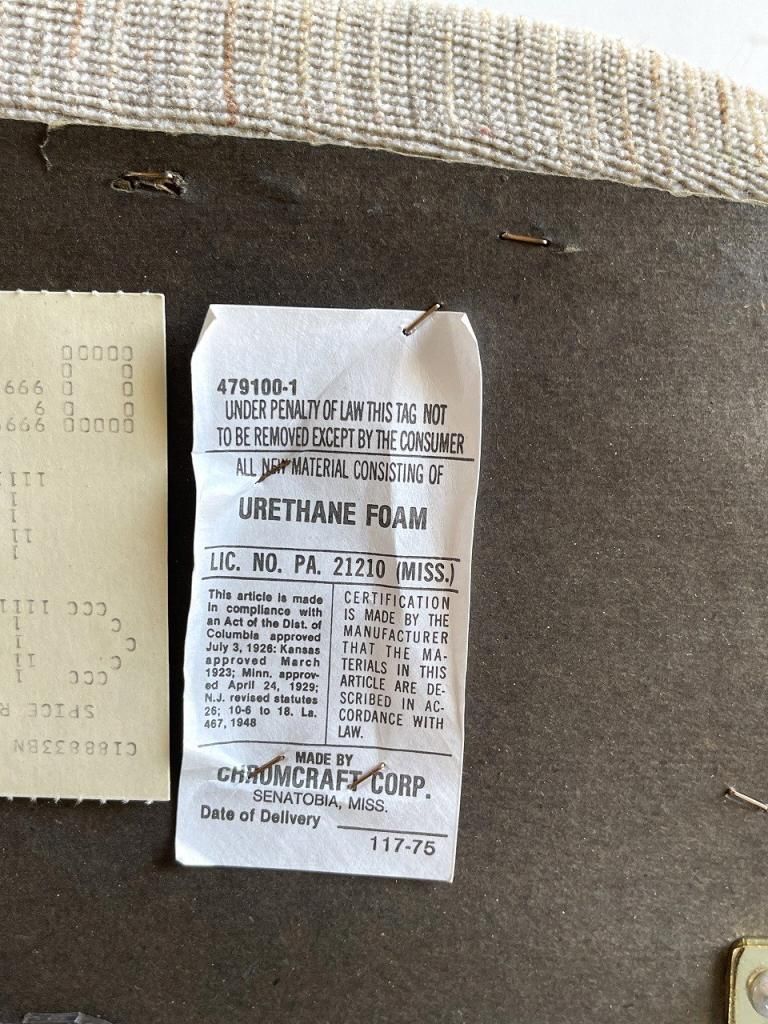 479100-1
UNDER PENALTY OF LAW THIS TAG NOT
TO BE REMOVED EXCEPT BY THE CONSUMER
ALL NEW MATERIAL CONSISTING OF
URETHANE FOAM
LIC. NO. PA. 21210 (MISS.)
This article is made
in compliance with
an Act of the Dist. of
Columbia approved
July 3, 1926: Kansas
approved March
1923; Minn. approv-
ed April 24, 1929;
N.J. revised statutes
26; 10-6 to 18. La.
467, 1948
CERTIFICATION
IS MADE BY THE
MANUFACTURER
THAT THE MA-
TERIALS IN THIS
ARTICLE ARE DE-
SCRIBED IN AC-
CORDANCE WITH
LAW.
MADE BY
CHROMCRAFT CORP.
SENATOBIA, MISS.
Date of Delivery
117-75
C188833BN
SPICE